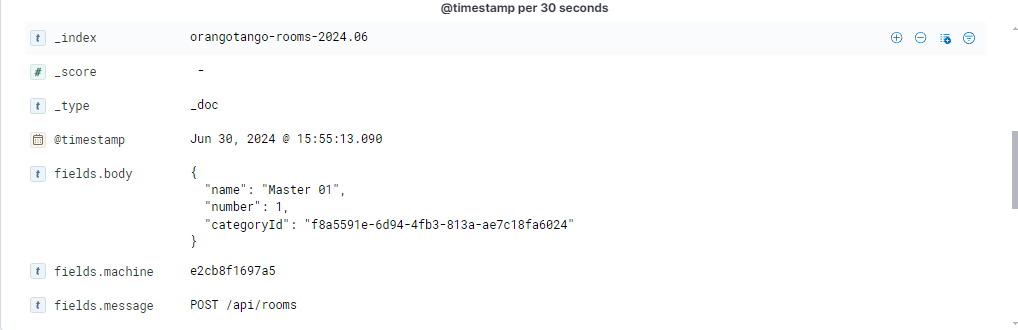 @timestamp per 30 seconds
t _index orangotango-rooms-2024.06
# _score -
t _type _doc
@timestamp Jun 30, 2024 @ 15:55:13.090
t fields.body {
"name": "Master 01",
"number": 1,
"categoryId": "f8a5591e-6d94-4fb3-813a-ae7c18fa6024"
}
t fields.machine e2cb8f1697a5
t fields.message POST /api/rooms